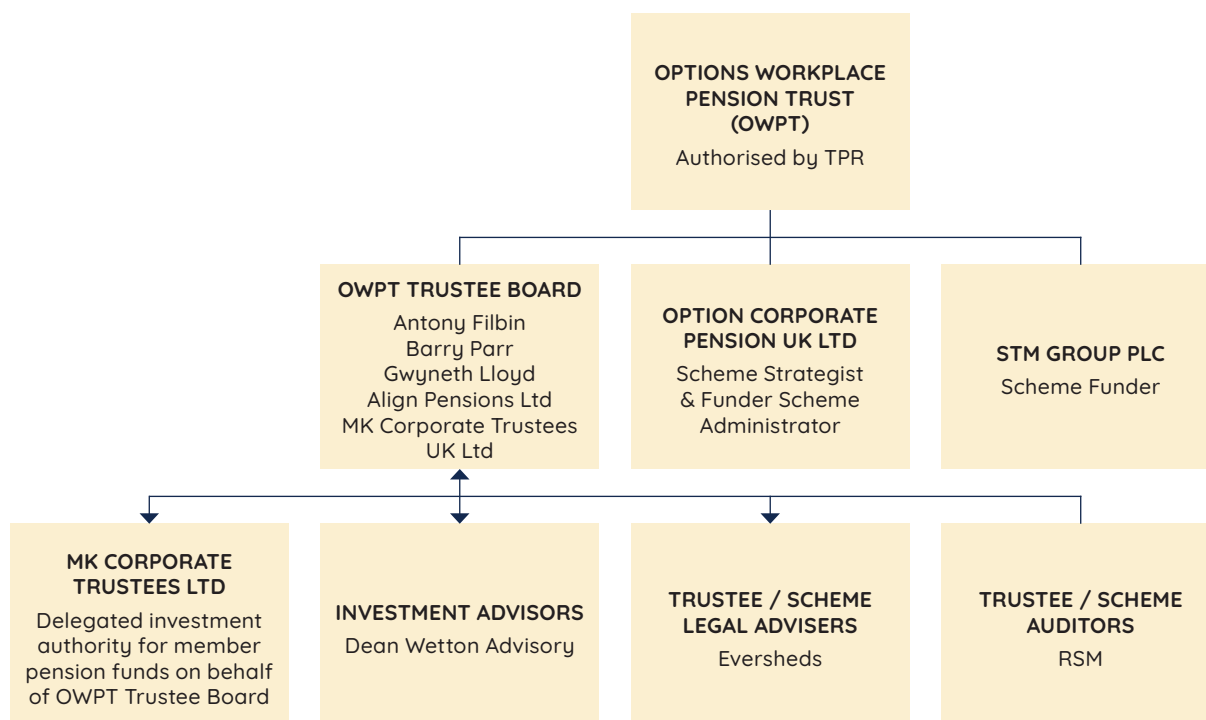 OPTIONS WORKPLACE
PENSION TRUST
(OWPT)
Authorised by TPR
OWPT TRUSTEE BOARD
Antony Filbin
Barry Parr
Gwyneth Lloyd
Align Pensions Ltd
MK Corporate Trustees
UK Ltd
OPTION CORPORATE
PENSION UK LTD
Scheme Strategist
& Funder Scheme
Administrator
STM GROUP PLC
Scheme Funder
MK CORPORATE
TRUSTEES LTD
Delegated investment
authority for member
pension funds on behalf
of OWPT Trustee Board
INVESTMENT ADVISORS
Dean Wetton Advisory
TRUSTEE / SCHEME
LEGAL ADVISERS
Eversheds
TRUSTEE / SCHEME
AUDITORS
RSM